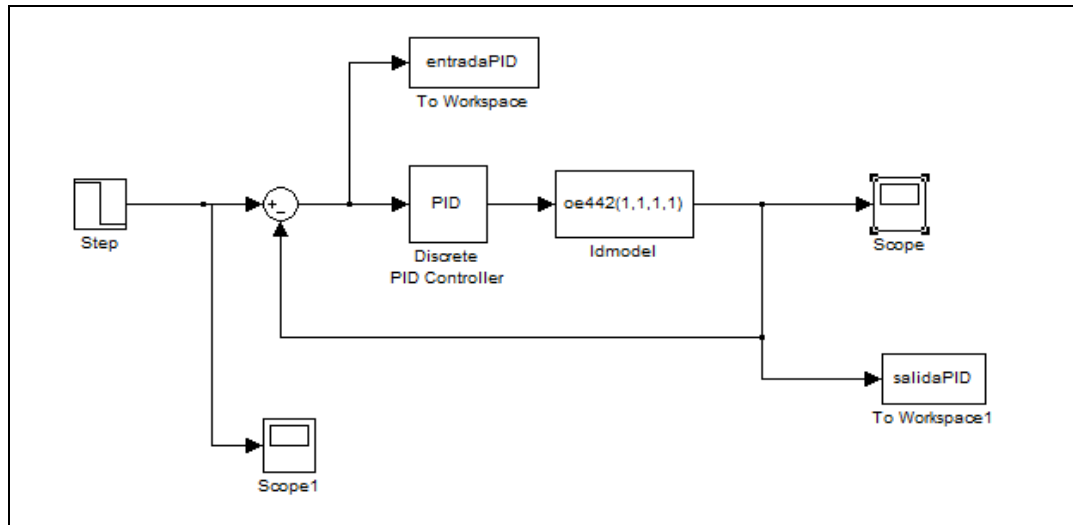 entradaPID
To Workspace
Step
+
−
PID
Discrete
PID Controller
oe442(1,1,1,1)
Idmodel
Scope
salidaPID
To Workspace1
Scope1